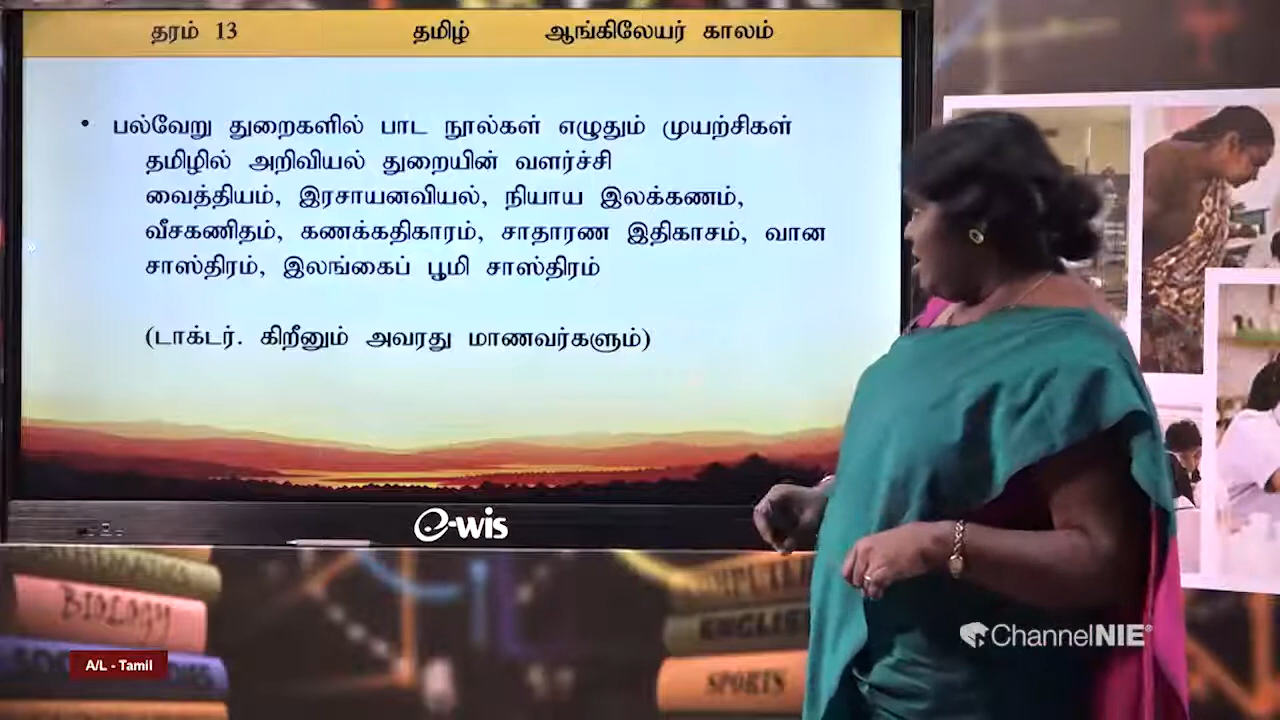 தரம் 13 தமிழ் ஆங்கிலேயர் காலம்
• பல்வேறு துறைகளில் பாட நூல்கள் எழுதும் முயற்சிகள்
தமிழில் அறிவியல் துறையின் வளர்ச்சி
வைத்தியம், இரசாயனவியல், நியாய இலக்கணம்,
வீசகணிதம், கணக்கதிகாரம், சாதாரண இதிகாசம், வான
சாஸ்திரம், இலங்கைப் பூமி சாஸ்திரம்
(டாக்டர். கிறீனும் அவரது மாணவர்களும்)
e-wis
BIOLOGY
ENGLISH
SPORTS
ChannelNIE®
A/L - Tamil